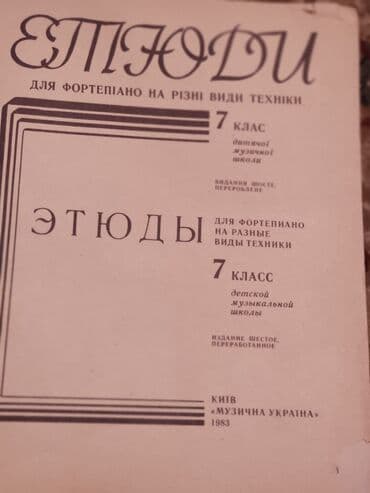 ЕТЮДИ
ДЛЯ ФОРТЕПІАНО НА РІЗНІ ВИДИ ТЕХНІКИ
7 КЛАС
дитячої
музичної
школи
ВИДАННЯ ШОСТЕ,
ПЕРЕРОБЛЕНЕ
ЭТЮДЫ
ДЛЯ ФОРТЕПИАНО
НА РАЗНЫЕ
ВИДЫ ТЕХНИКИ
7 КЛАСС
детской
музыкальной
школы
ИЗДАНИЕ ШЕСТОЕ,
ПЕРЕРАБОТАННОЕ
КИЇВ
«МУЗИЧНА УКРАЇНА»
1983